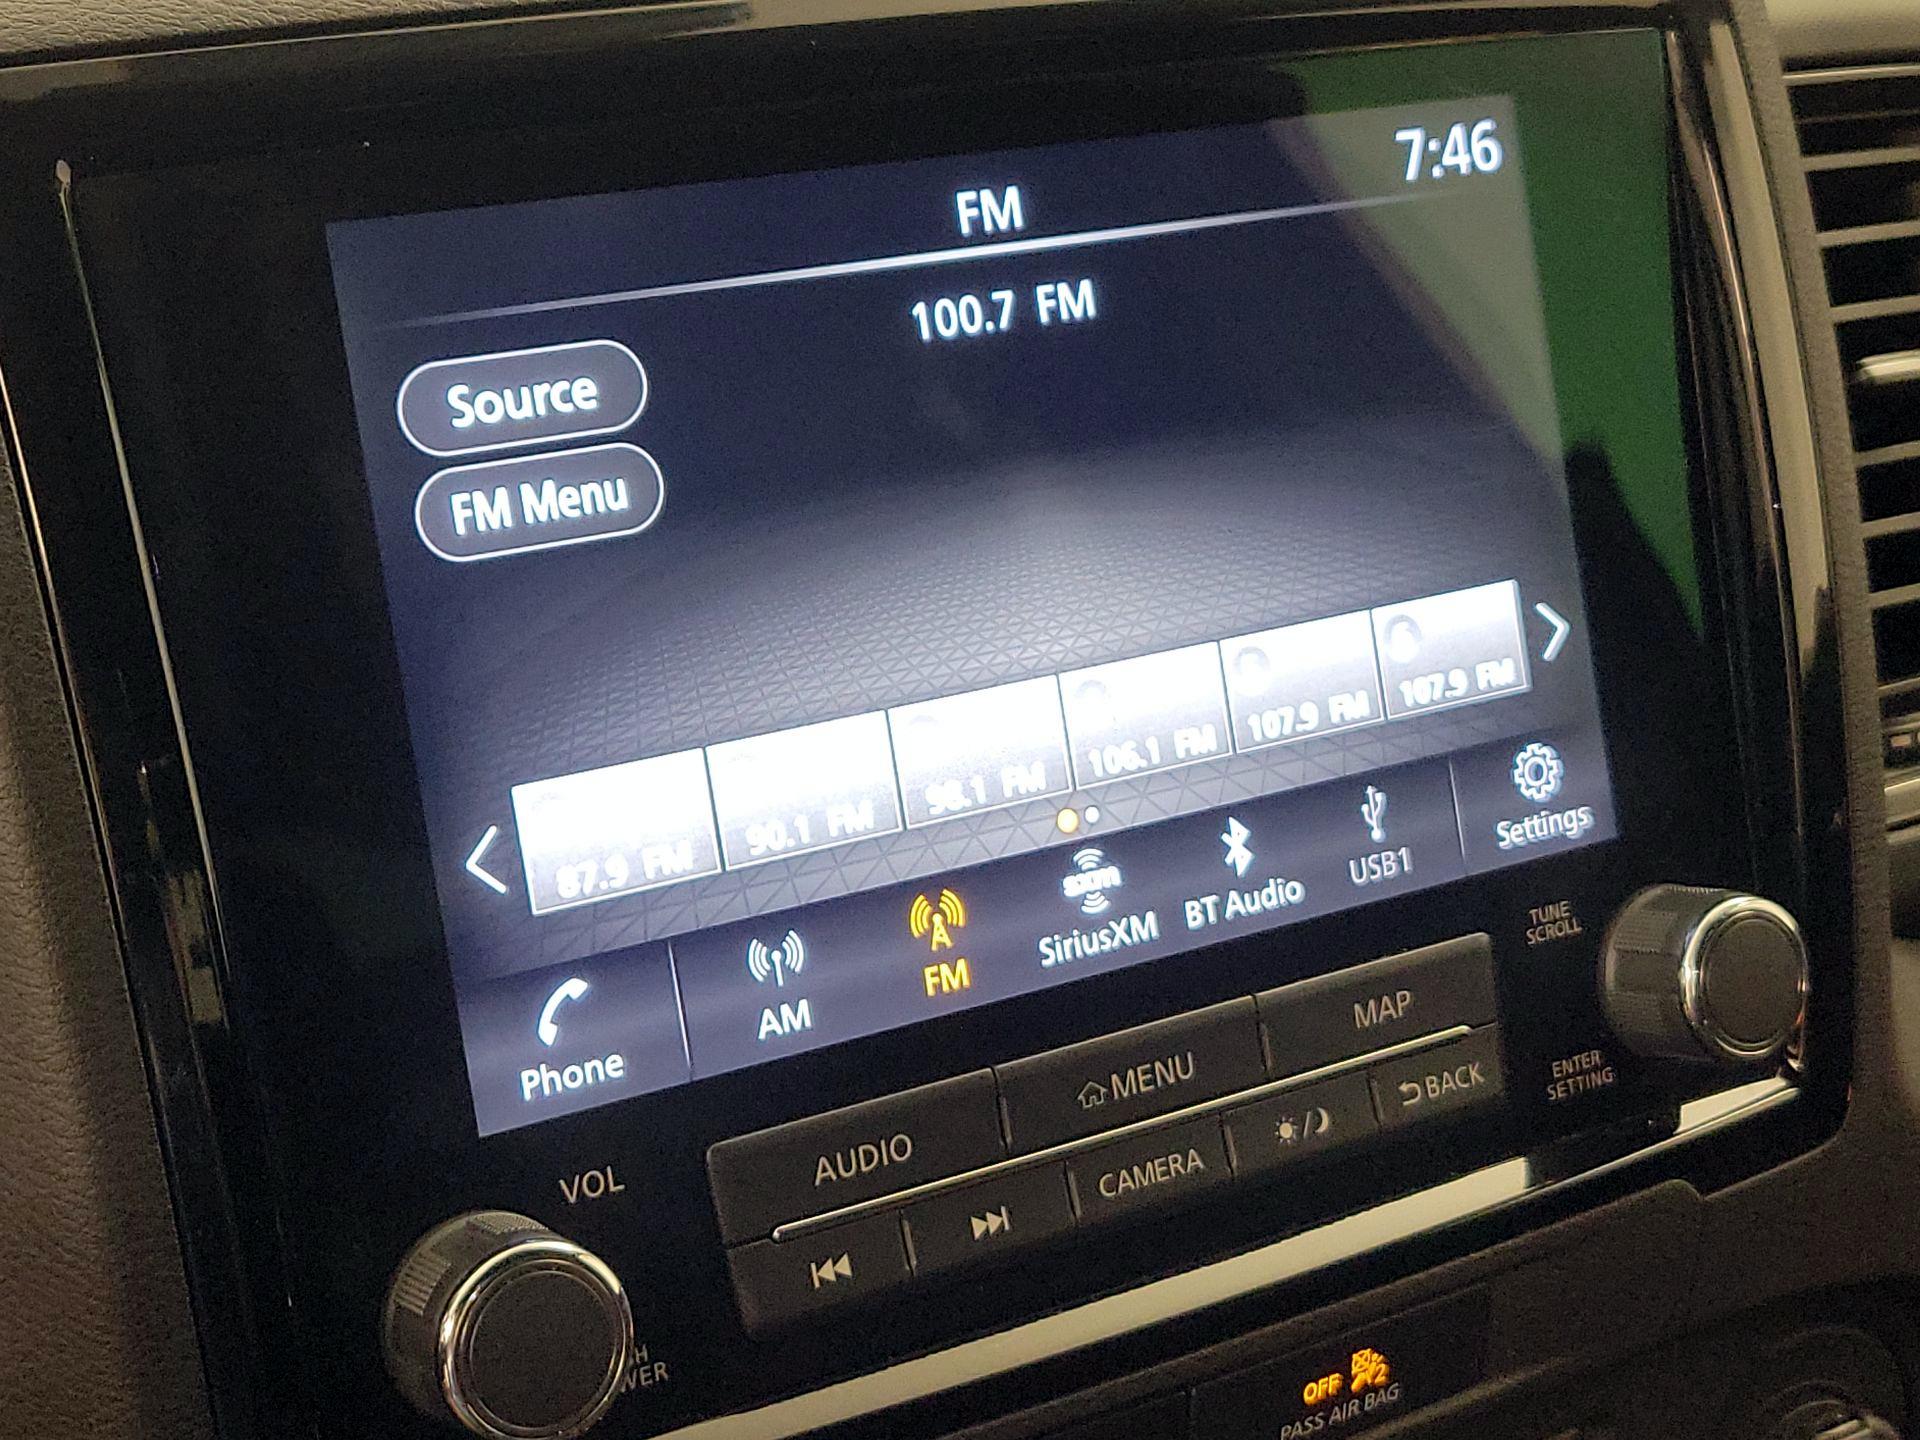 7:46
FM
100.7 FM
Source
FM Menu
87.9 FM
90.1 FM
98.1 FM
106.1 FM
107.9 FM
107.9 FM
Phone
AM
FM
SiriusXM
BT Audio
USB1
Settings
TUNE
SCROLL
VOL
AUDIO
MENU
MAP
CAMERA
BACK
ENTER
SETTING
OFF
2
PASS AIR BAG